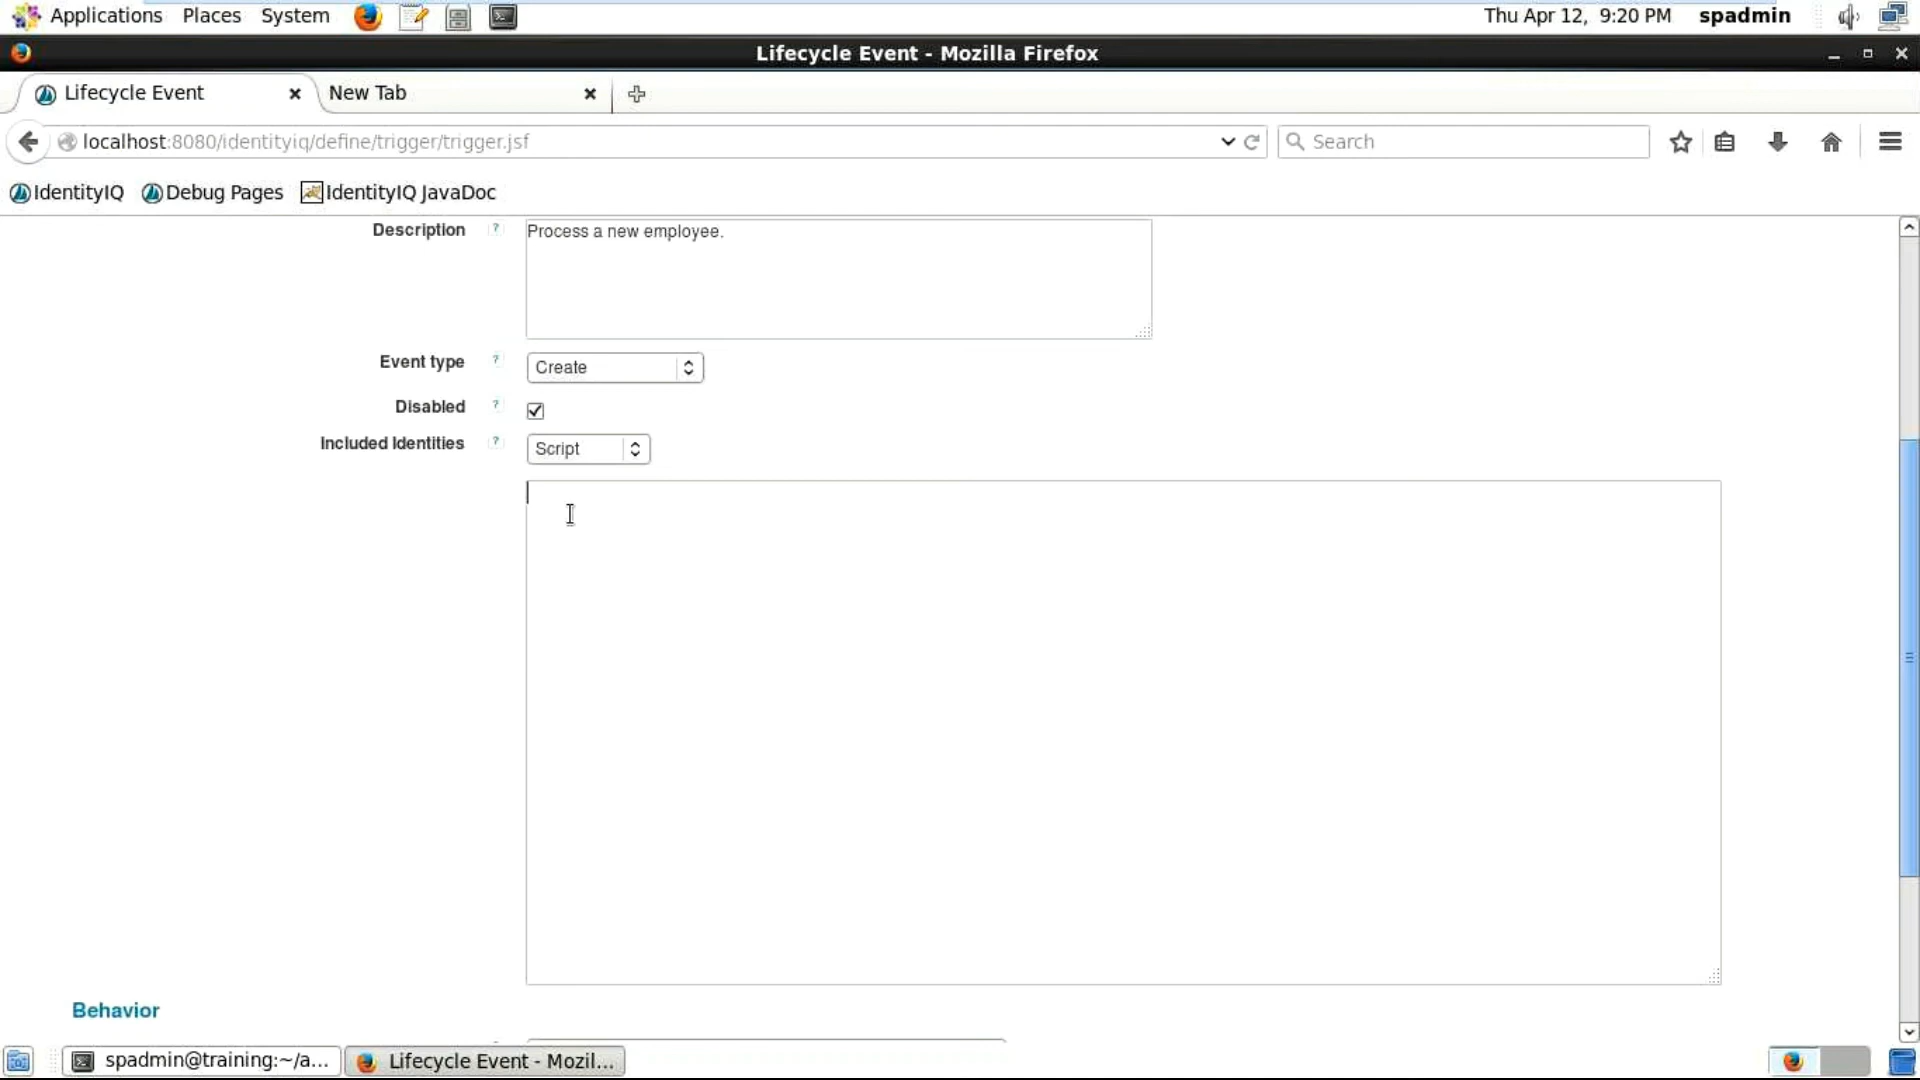 Applications Places System Thu Apr 12, 9:20 PM spadmin
Lifecycle Event - Mozilla Firefox
Lifecycle Event New Tab
localhost:8080/identityiq/define/trigger/trigger.jsf Search
IdentityIQ Debug Pages IdentityIQ JavaDoc
Description ? Process a new employee.
Event type ? Create
Disabled ?
Included Identities ? Script
Behavior
spadmin@training:~/a... Lifecycle Event - Mozil...